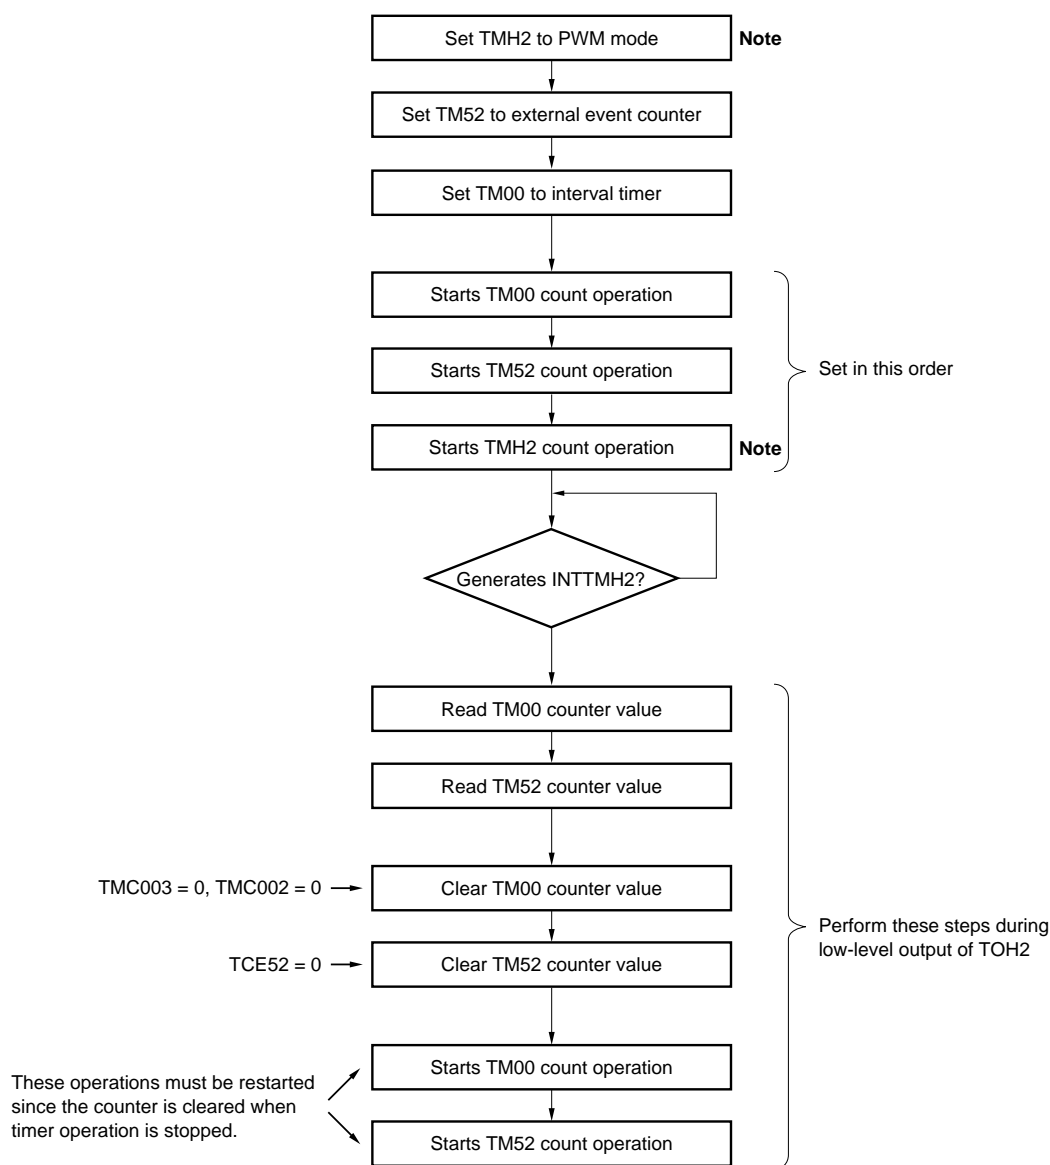 Set TMH2 to PWM mode
Note
Set TM52 to external event counter
Set TM00 to interval timer
Starts TM00 count operation
Starts TM52 count operation
Set in this order
Starts TMH2 count operation
Note
Generates INTTMH2?
Read TM00 counter value
Read TM52 counter value
TMC003 = 0, TMC002 = 0
Clear TM00 counter value
TCE52 = 0
Clear TM52 counter value
Perform these steps during
low-level output of TOH2
Starts TM00 count operation
These operations must be restarted
since the counter is cleared when
timer operation is stopped.
Starts TM52 count operation